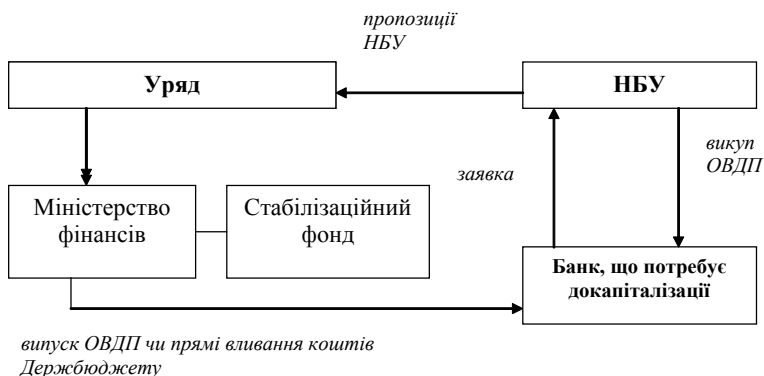 пропозиції
НБУ
Уряд
НБУ
викуп
ОВДП
заявка
Міністерство
фінансів
Стабілізаційний
фонд
Банк, що потребує
докапіталізації
випуск ОВДП чи прямі вливання коштів
Держбюджету